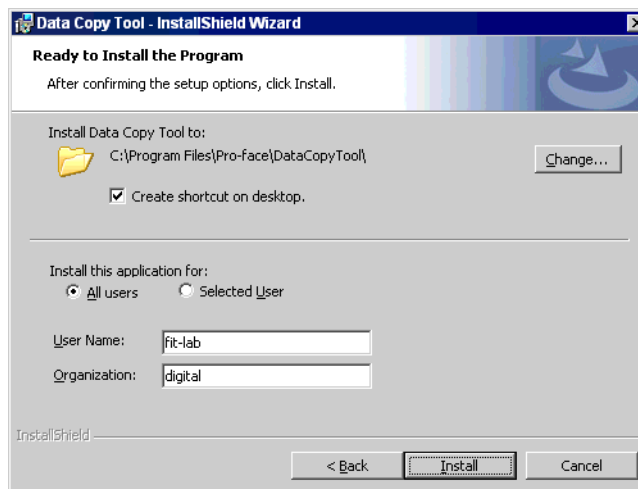 Data Copy Tool - InstallShield Wizard
Ready to Install the Program
After confirming the setup options, click Install.
Install Data Copy Tool to:
C:\Program Files\Pro-face\DataCopyTool\
Change...
Create shortcut on desktop.
Install this application for:
All users
Selected User
User Name:
fit-lab
Organization:
digital
InstallShield
< Back
Install
Cancel